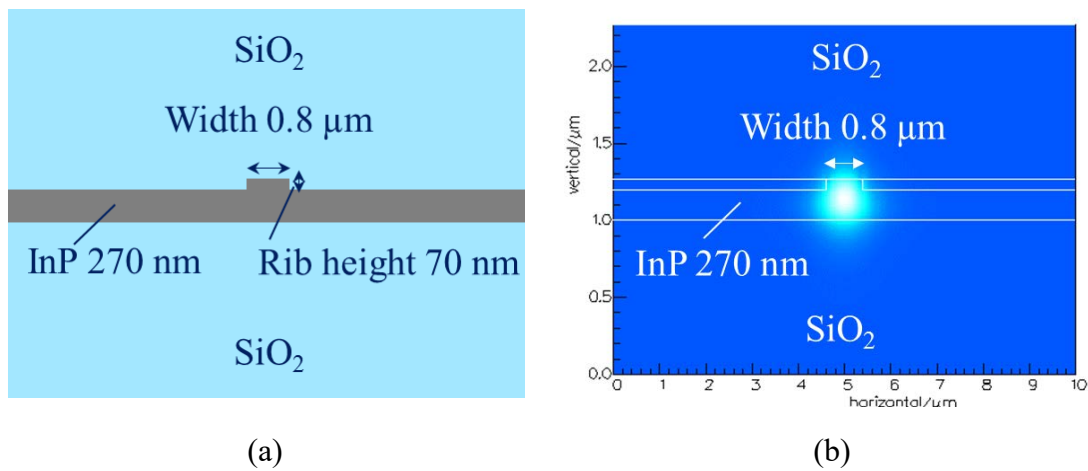 SiO2
Width 0.8 μm
InP 270 nm
Rib height 70 nm
SiO2
(a)
vertical/μm
2.0
1.5
1.0
0.5
0.0
SiO2
Width 0.8 μm
InP 270 nm
SiO2
0 1 2 3 4 5 6 7 8 9 10
horizontal/μm
(b)